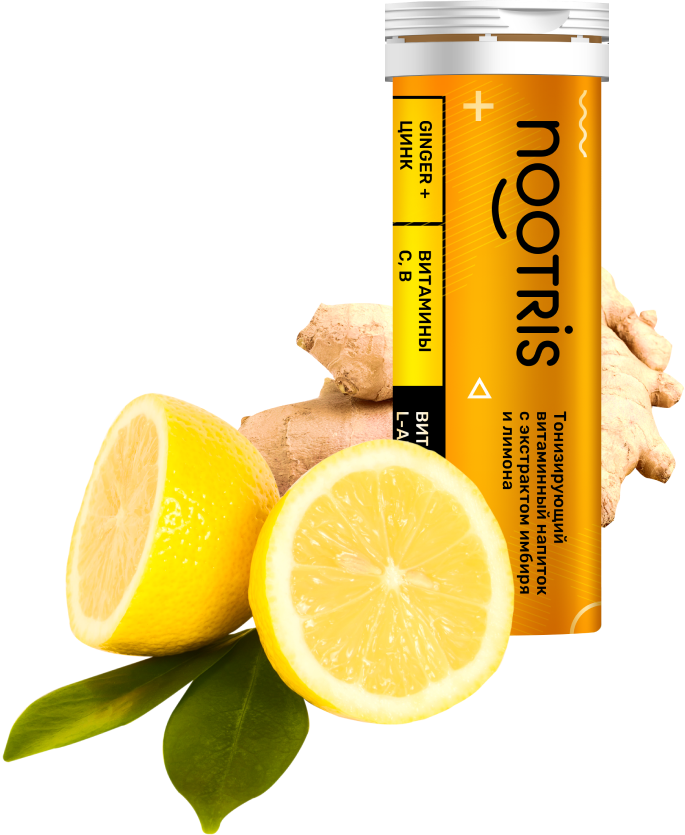 nooTRis
Тонизирующий
витаминный напиток
с экстрактом имбиря
и лимона
GINGER +
ЦИНК
ВИТАМИНЫ
C, B